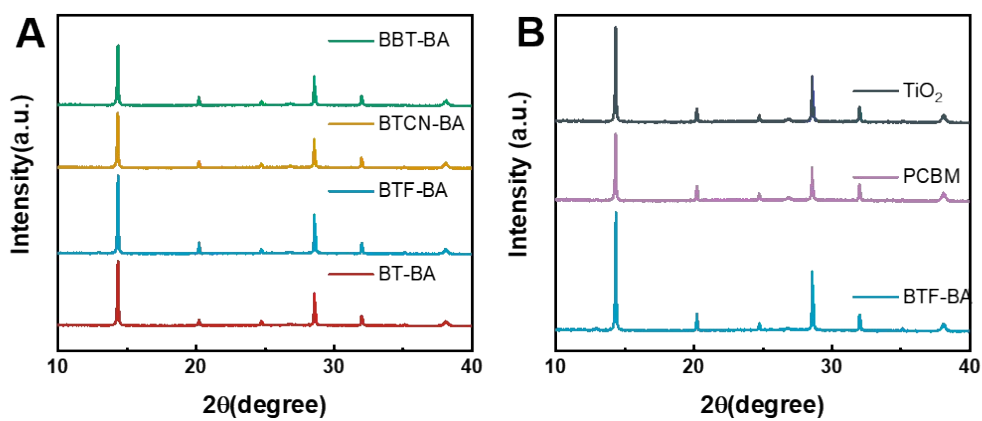 A
Intensity(a.u.)
BBT-BA
BTCN-BA
BTF-BA
BT-BA
10
20
30
40
2θ(degree)
B
Intensity (a.u.)
TiO₂
PCBM
BTF-BA
10
20
30
40
2θ(degree)